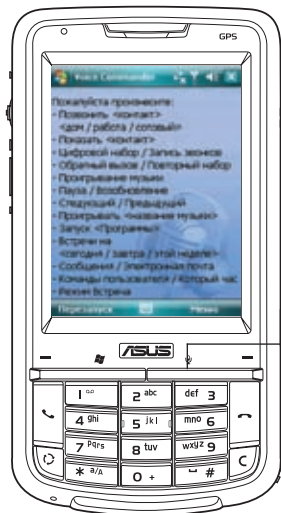 GPS
Voice Commander
Пожалуйста произнесите:
- Позвонить <контакт>
<дом / работа / сотовый>
- Показать <контакт>
- Цифровой набор / Запись звонков
- Обратный вызов / Повторный набор
- Проигрывание музыки
- Пауза / Возобновление
- Следующий / Предыдущий
- Проигрывать <название музыки>
- Запуск <Программы>
- Встречи на
<сегодня / завтра / этой неделе>
- Сообщения / Электронная почта
- Команды пользователя / Который час
- Режим Встреча
Перезапуск Меню
ASUS
1 2 abc def 3
4 ghi 5 jkl mno 6
7 pqrs 8 tuv wxyz 9
* a/A 0 + #